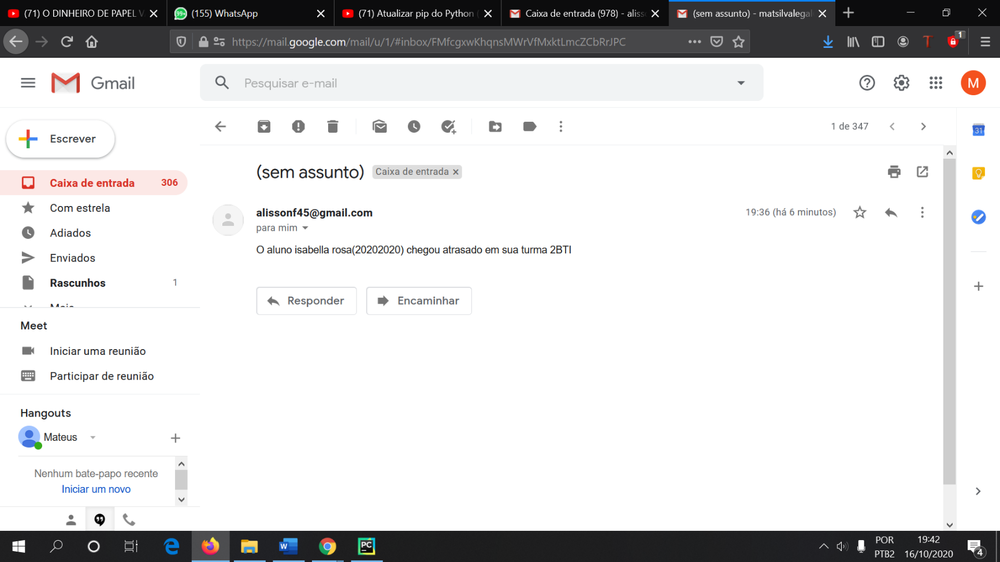 (71) O DINHEIRO DE PAPEL V
(155) WhatsApp
(71) Atualizar pip do Python (
Caixa de entrada (978) - aliss
(sem assunto) - matsilvalegal
https://mail.google.com/mail/u/1/#inbox/FMfcgxwKhqnsMWrVfMxktLmcZCbRrJPC
1
Gmail
Pesquisar e-mail
M
Escrever
1 de 347
31
Caixa de entrada 306
Com estrela
Adiados
Enviados
Rascunhos 1
Mais
(sem assunto) Caixa de entrada
alissonf45@gmail.com
19:36 (há 6 minutos)
para mim
O aluno isabella rosa(20202020) chegou atrasado em sua turma 2BTI
Responder
Encaminhar
Meet
Iniciar uma reunião
Participar de reunião
Hangouts
Mateus
Nenhum bate-papo recente
Iniciar um novo
W
PC
POR
PTB2
19:42
16/10/2020
4